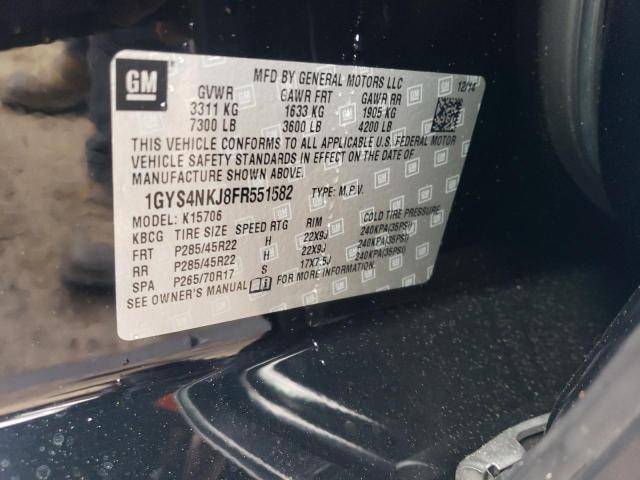 GM
MFD BY GENERAL MOTORS LLC 12/14
GVWR GAWR FRT GAWR RR
3311 KG 1633 KG 1905 KG
7300 LB 3600 LB 4200 LB
THIS VEHICLE CONFORMS TO ALL APPLICABLE U.S. FEDERAL MOTOR
VEHICLE SAFETY STANDARDS IN EFFECT ON THE DATE OF
MANUFACTURE SHOWN ABOVE.
1GYS4NKJ8FR551582 TYPE: M.P.V.
MODEL: K15706
KBCG TIRE SIZE SPEED RTG RIM COLD TIRE PRESSURE
FRT P285/45R22 H 22X9J 240KPA(35PSI)
RR P285/45R22 H 22X9J 240KPA(35PSI)
SPA P265/70R17 S 17X7.5J 240KPA(35PSI)
SEE OWNER'S MANUAL FOR MORE INFORMATION.